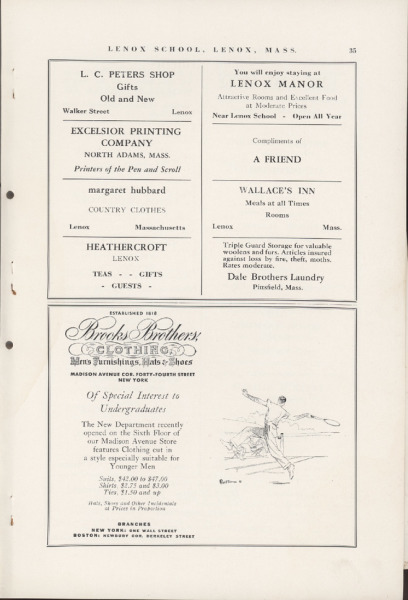 LENOX SCHOOL, LENOX, MASS. 35
L. C. PETERS SHOP
Gifts
Old and New
Walker Street Lenox
EXCELSIOR PRINTING
COMPANY
NORTH ADAMS, MASS.
Printers of the Pen and Scroll
margaret hubbard
COUNTRY CLOTHES
Lenox Massachusetts
HEATHERCROFT
LENOX
TEAS - - GIFTS
- GUESTS -
You will enjoy staying at
LENOX MANOR
Attractive Rooms and Excellent Food
at Moderate Prices
Near Lenox School - Open All Year
Compliments of
A FRIEND
WALLACE'S INN
Meals at all Times
Rooms
Lenox Mass.
Triple Guard Storage for valuable
woolens and furs. Articles insured
against loss by fire, theft, moths.
Rates moderate.
Dale Brothers Laundry
Pittsfield, Mass.
ESTABLISHED 1818
Brooks Brothers,
CLOTHING
Men's Furnishings, Hats & Shoes
MADISON AVENUE COR. FORTY-FOURTH STREET
NEW YORK
Of Special Interest to
Undergraduates
The New Department recently
opened on the Sixth Floor of
our Madison Avenue Store
features Clothing cut in
a style especially suitable for
Younger Men
Suits, $42.00 to $47.00
Shirts, $2.75 and $3.00
Ties, $1.50 and up
Hats, Shoes and Other Incidentals
at Prices in Proportion
BRANCHES
NEW YORK: ONE WALL STREET
BOSTON: NEWBURY COR. BERKELEY STREET